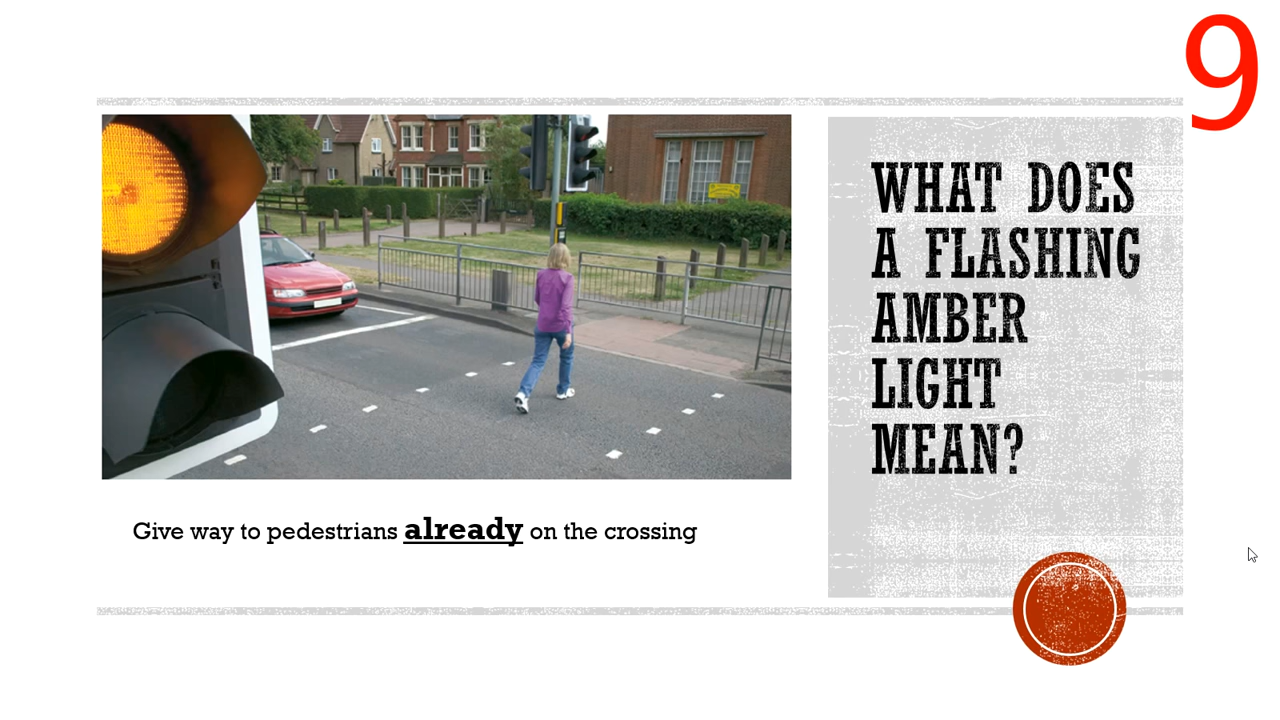 9
WHAT DOES
A FLASHING
AMBER
LIGHT
MEAN?
Give way to pedestrians already on the crossing